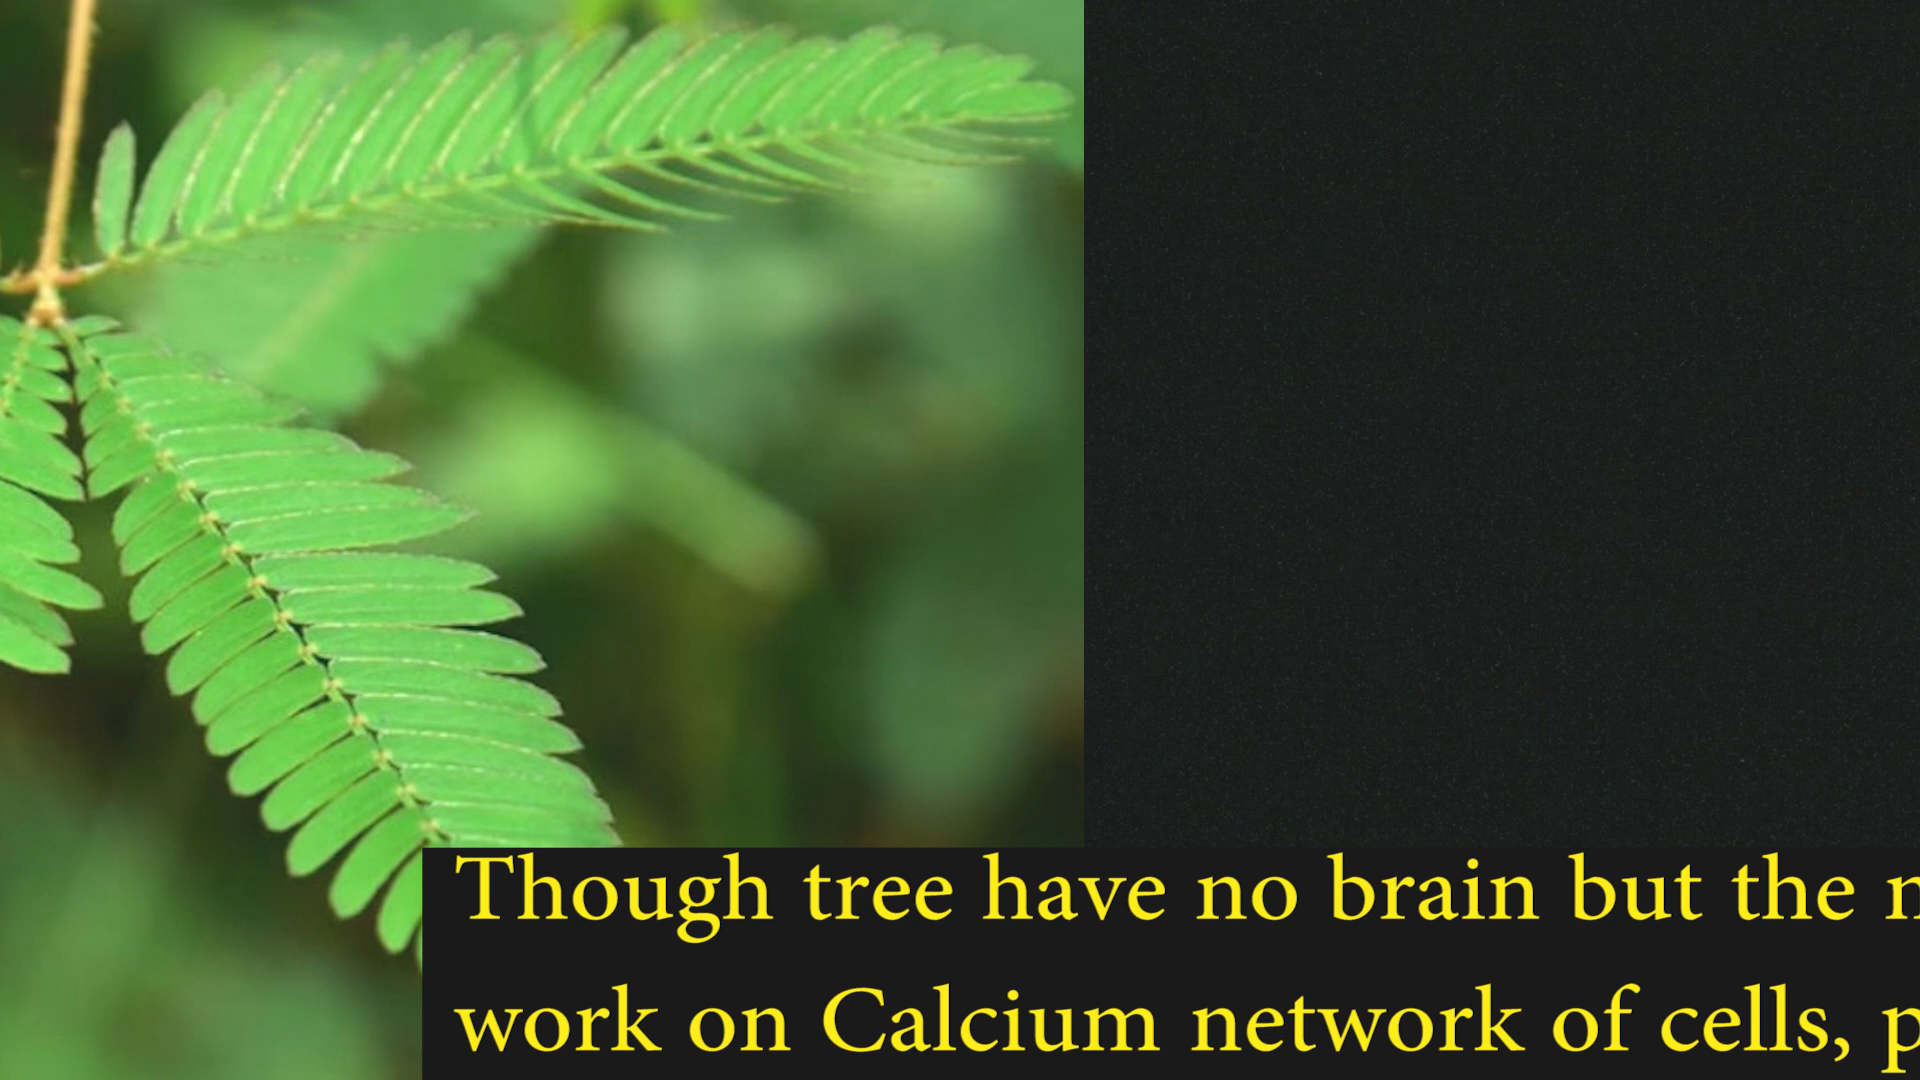 Though tree have no brain but the
work on Calcium network of cells,